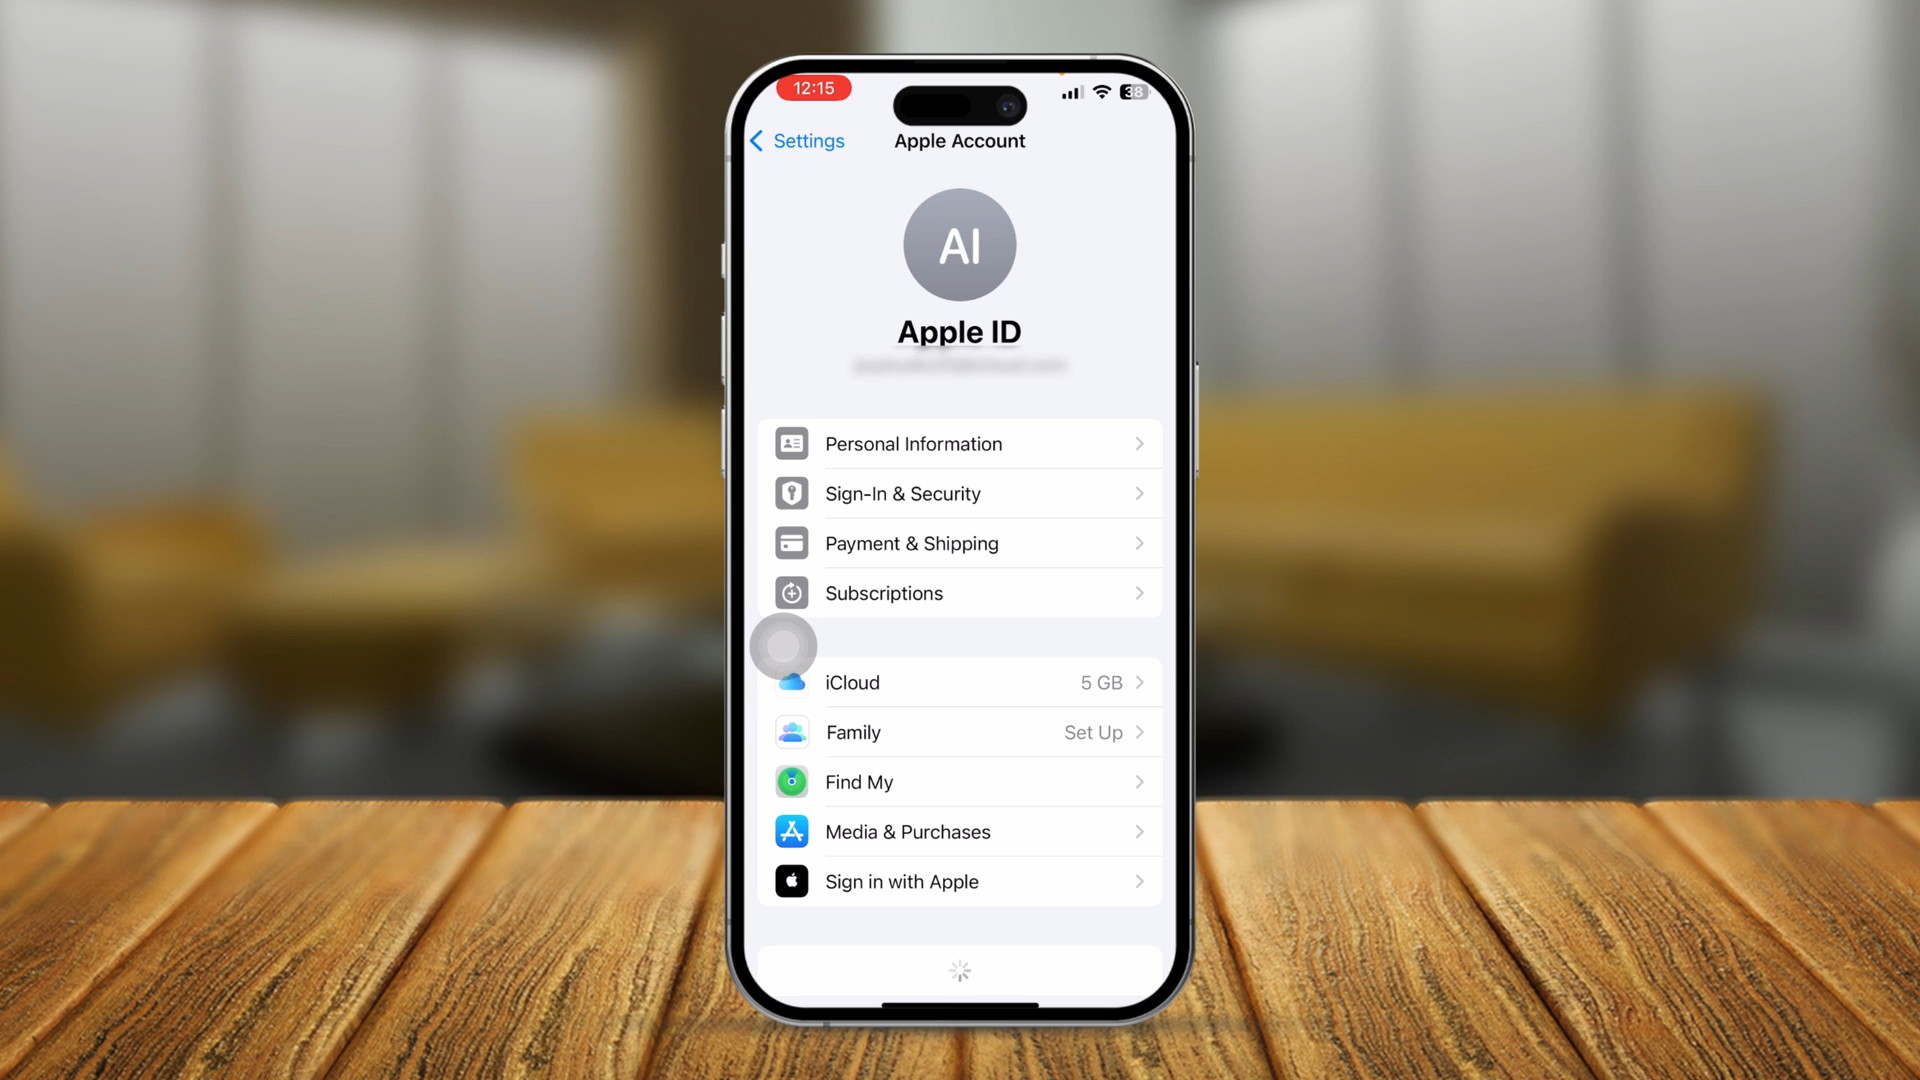 12:15
38
Settings
Apple Account
AI
Apple ID
Personal Information
Sign-In & Security
Payment & Shipping
Subscriptions
iCloud
5 GB
Family
Set Up
Find My
Media & Purchases
Sign in with Apple